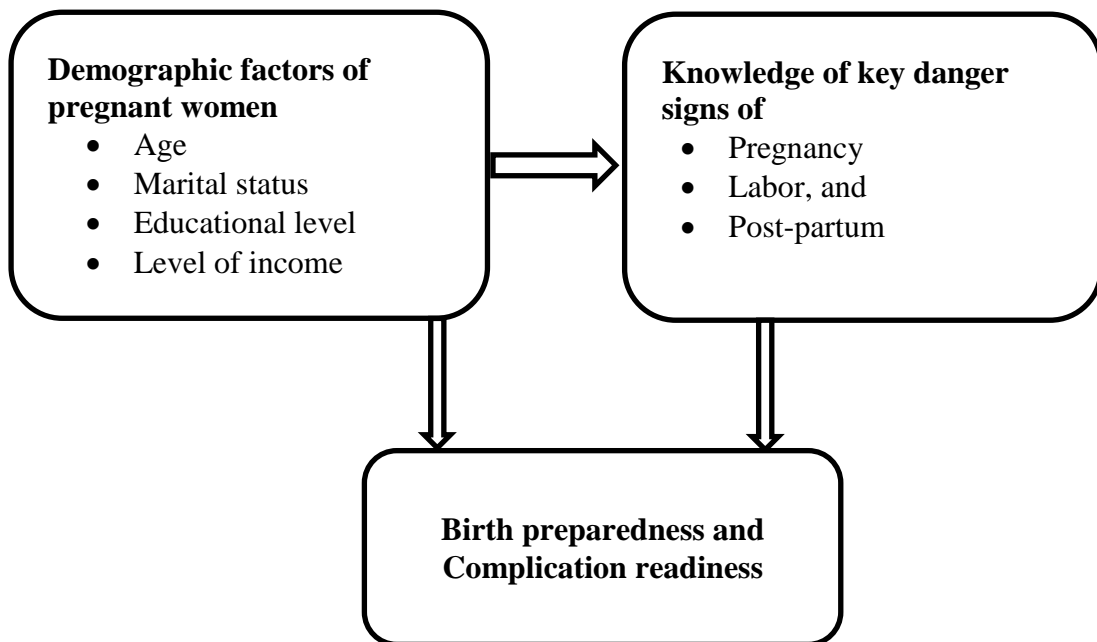 Demographic factors of
pregnant women
• Age
• Marital status
• Educational level
• Level of income
Knowledge of key danger
signs of
• Pregnancy
• Labor, and
• Post-partum
Birth preparedness and
Complication readiness